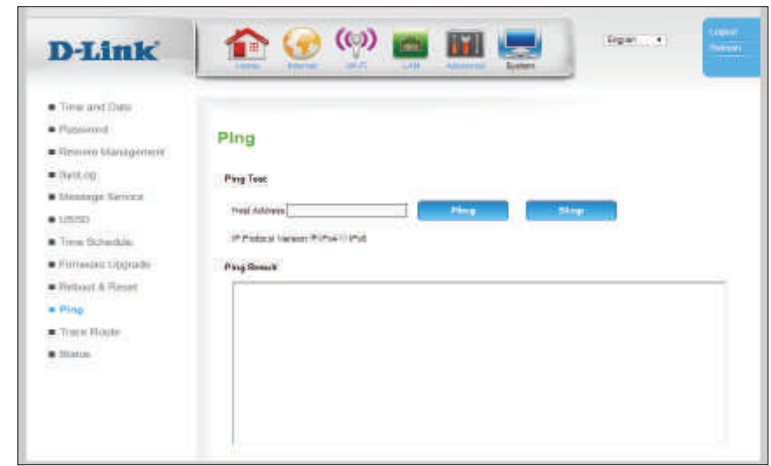 D-Link
Home Internet Wi-Fi LAN Advanced System
English
Logout
Refresh
Time and Date
Password
Remote Management
SysLog
Message Service
USSD
Time Schedule
Firmware Upgrade
Reboot & Reset
Ping
Trace Route
Status
Ping
Ping Test
Host Address Ping Stop
IP Protocol Version IPv4 IPv6
Ping Result